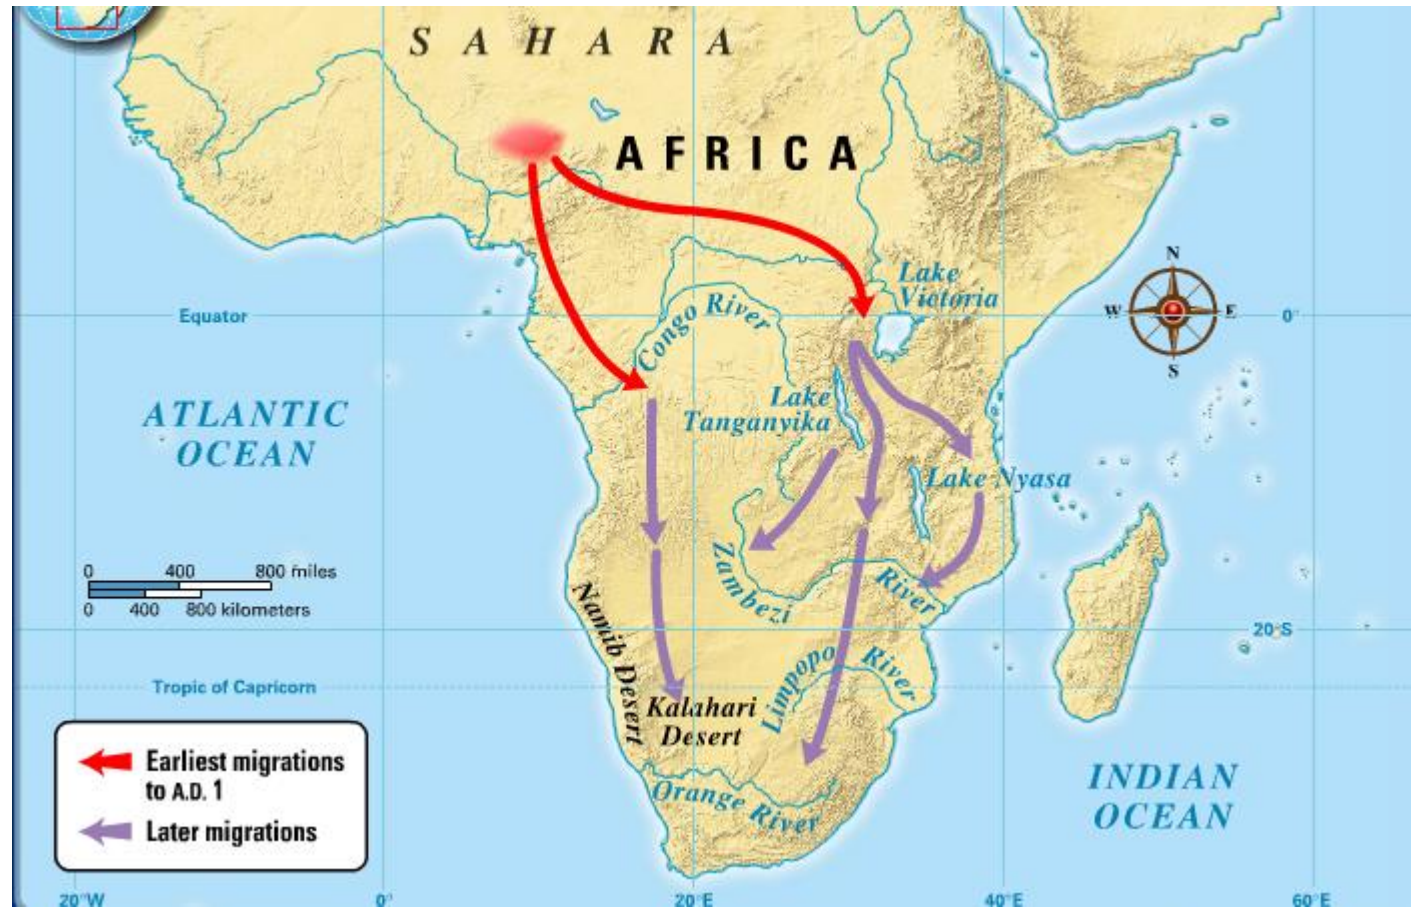 SAHARA
AFRICA
Lake
Victoria
N
W E
S
Equator
0°
Congo River
ATLANTIC
OCEAN
Lake
Tanganyika
Lake Nyasa
0 400 800 miles
0 400 800 kilometers
Zambezi River
Namib Desert
20°S
Limpopo River
Tropic of Capricorn
Kalahari
Desert
Earliest migrations
to A.D. 1
Later migrations
Orange River
INDIAN
OCEAN
20°W 0° 20°E 40°E 60°E